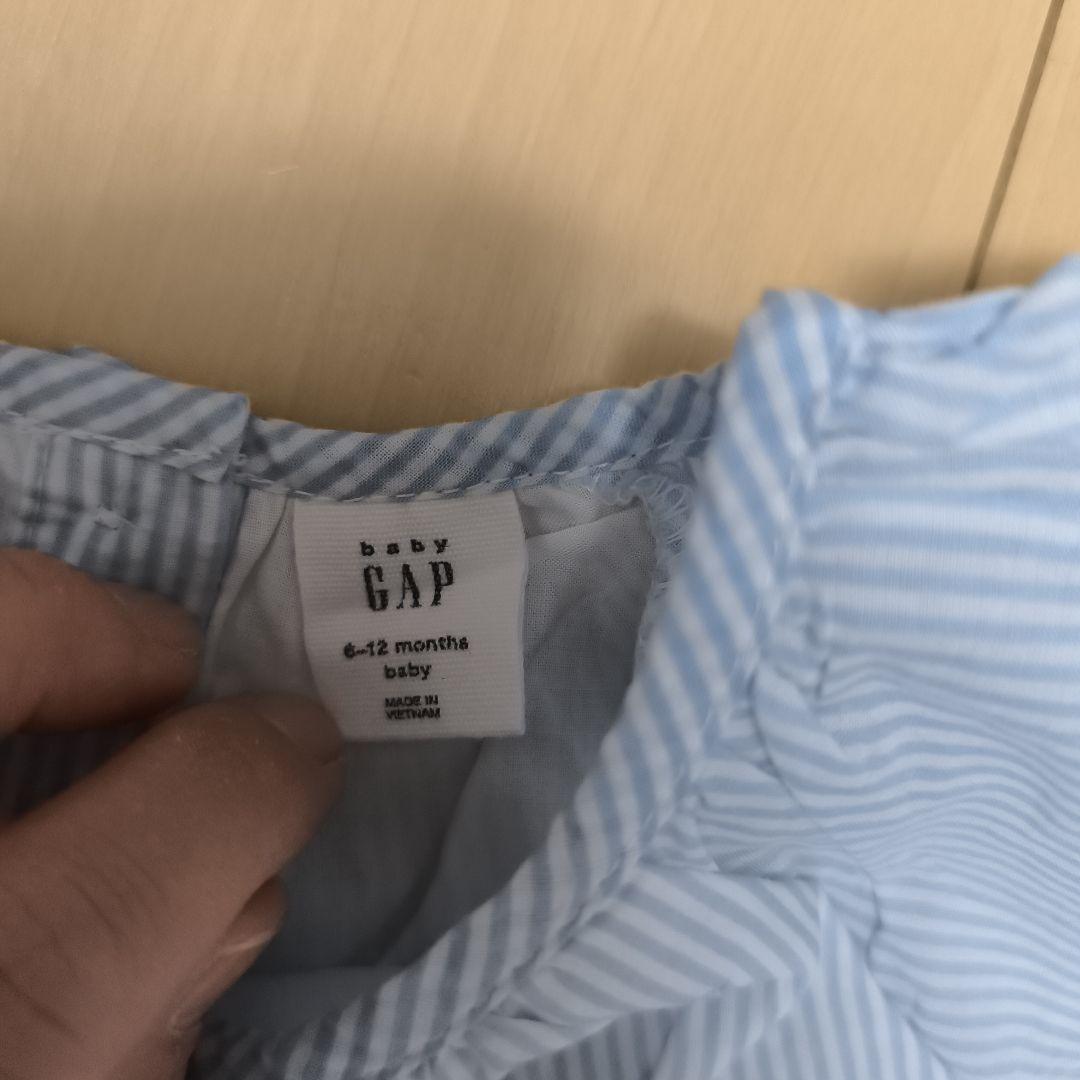 baby
GAP
6-12 months
baby
MADE IN
VIETNAM